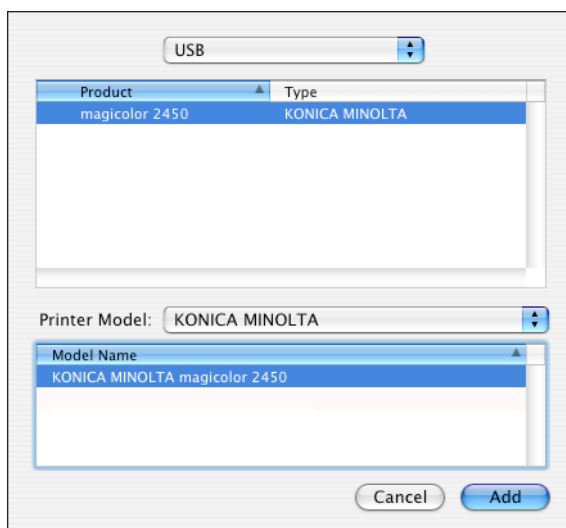 USB
Product Type
magicolor 2450 KONICA MINOLTA
Printer Model: KONICA MINOLTA
Model Name
KONICA MINOLTA magicolor 2450
Cancel Add